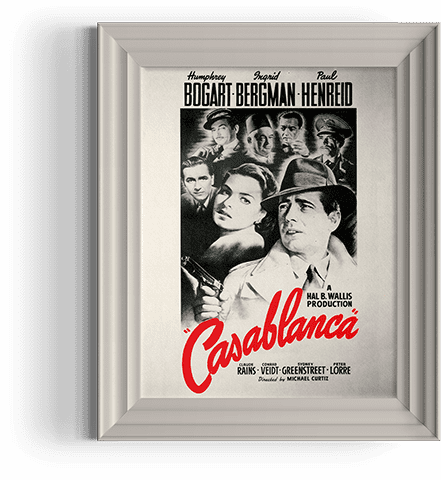 Humphrey Ingrid Paul
BOGART · BERGMAN · HENREID
A
HAL B. WALLIS
PRODUCTION
"Casablanca"
CLAUDE CONRAD SYDNEY PETER
RAINS · VEIDT · GREENSTREET · LORRE
Directed by MICHAEL CURTIZ